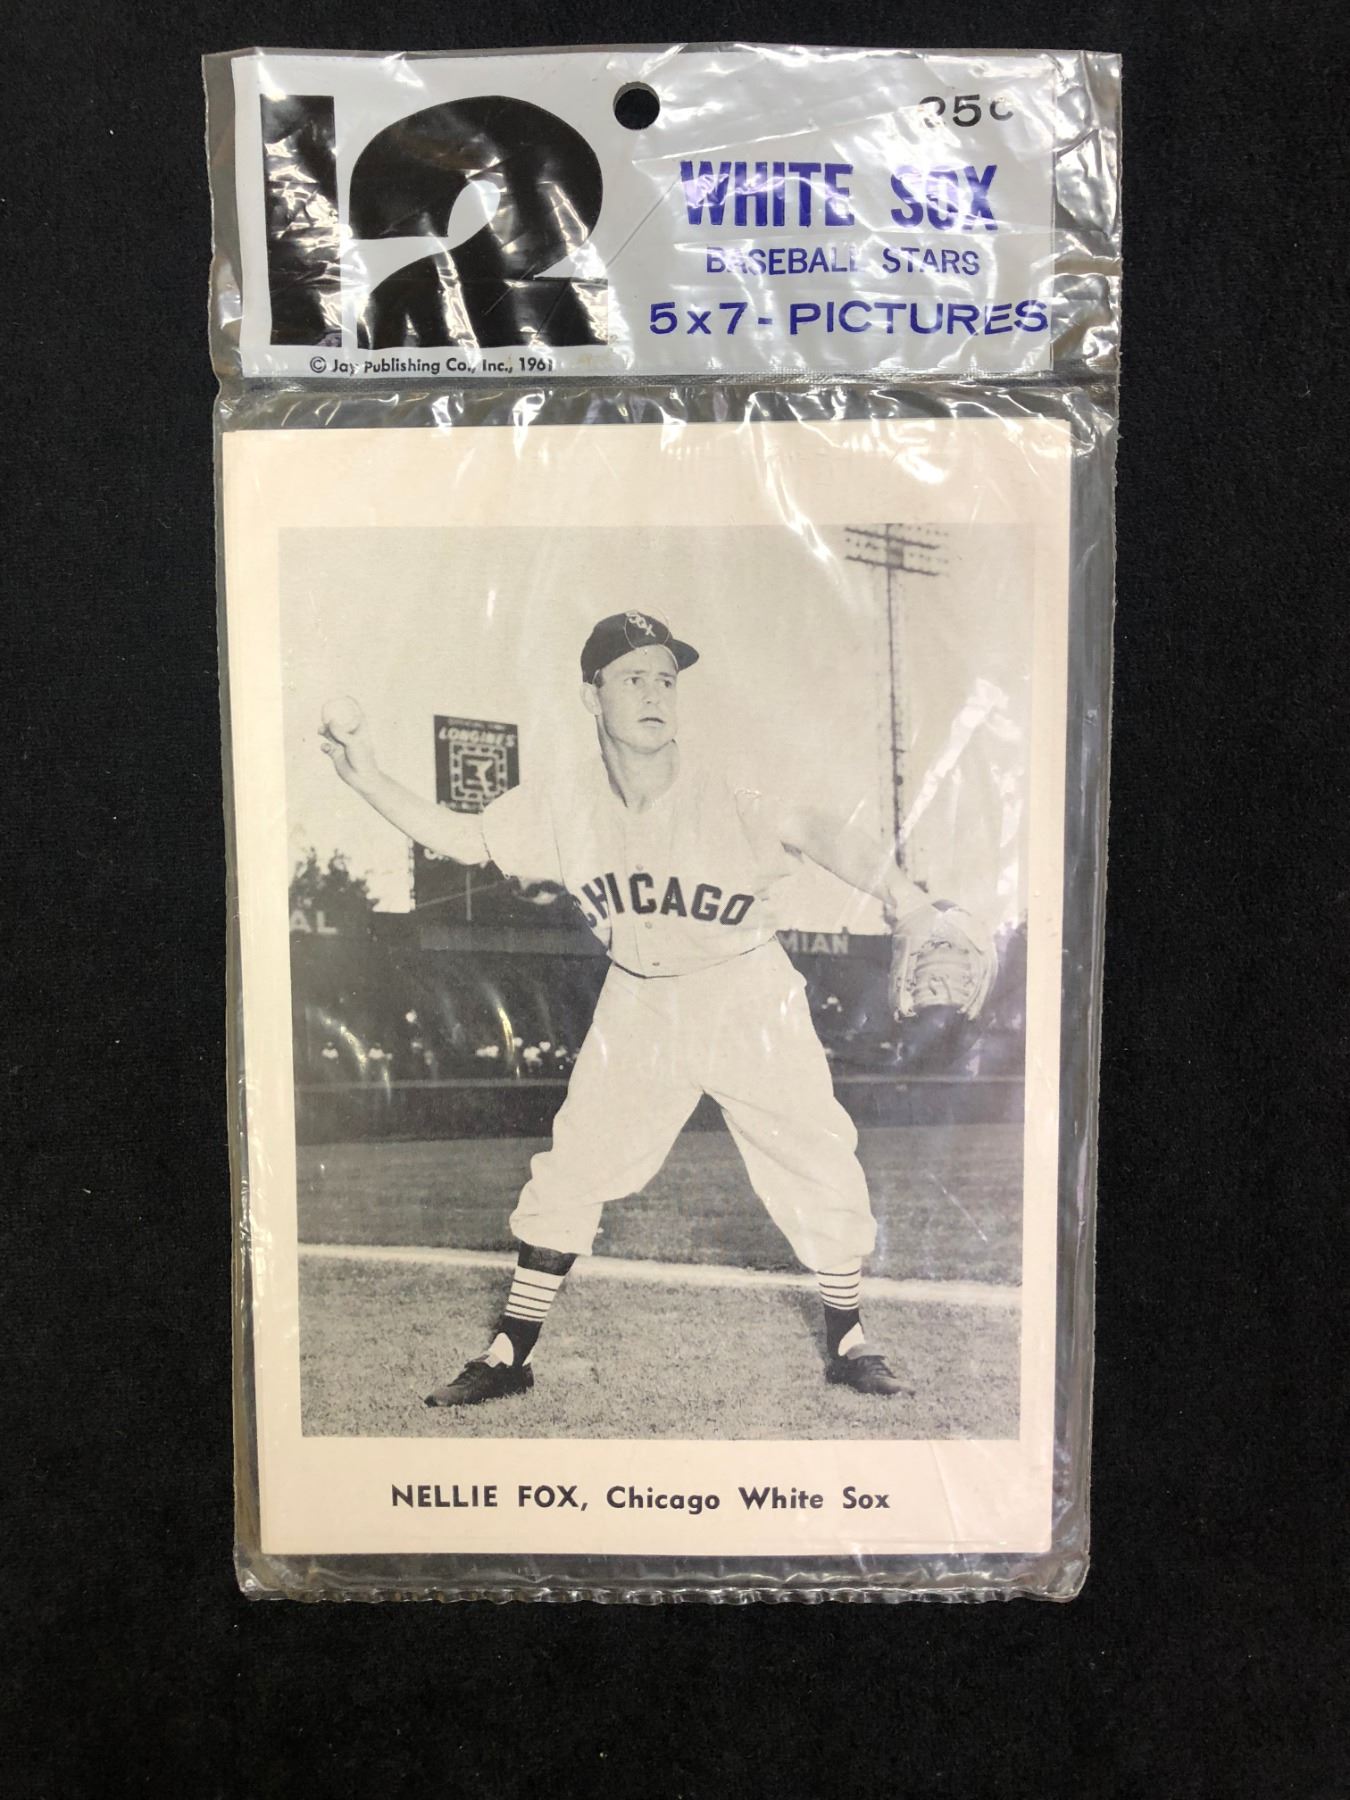 12
25¢
WHITE SOX
BASEBALL STARS
5x7 - PICTURES
© Jay Publishing Co., Inc., 1961
SOX
LONGINES
CHICAGO
AL
MIAN
NELLIE FOX, Chicago White Sox